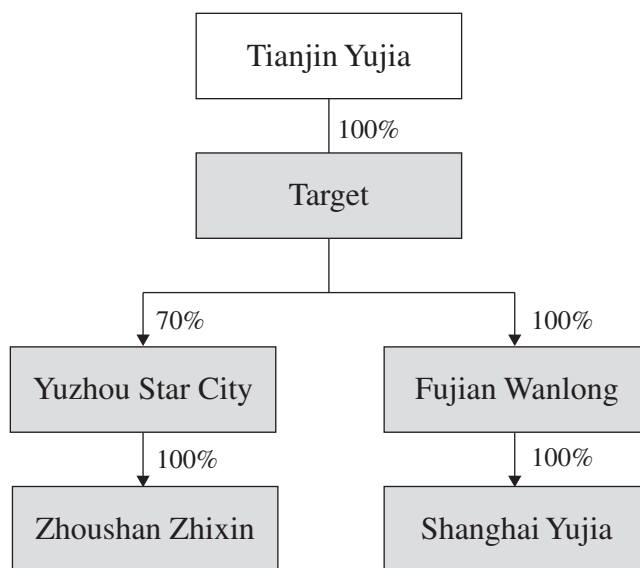 Tianjin Yujia
100%
Target
70%
100%
Yuzhou Star City
Fujian Wanlong
100%
100%
Zhoushan Zhixin
Shanghai Yujia